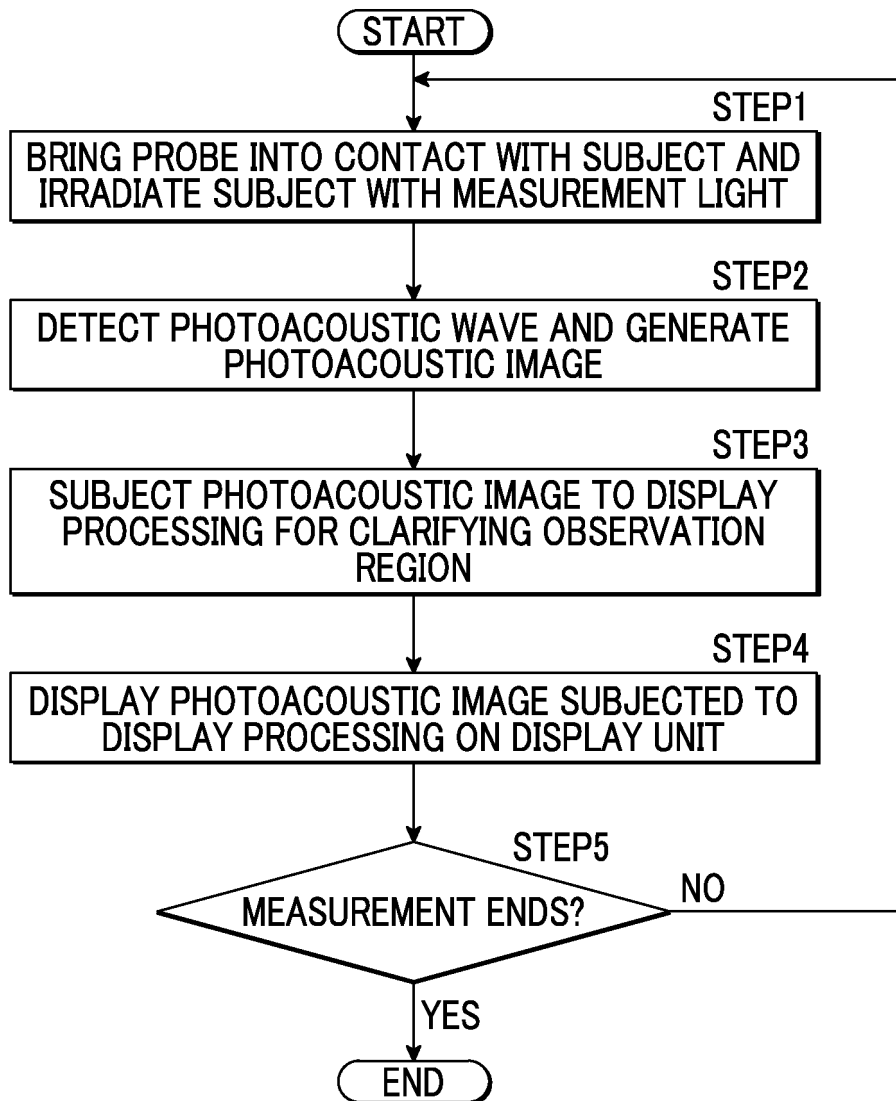 START
STEP1
BRING PROBE INTO CONTACT WITH SUBJECT AND
IRRADIATE SUBJECT WITH MEASUREMENT LIGHT
STEP2
DETECT PHOTOACOUSTIC WAVE AND GENERATE
PHOTOACOUSTIC IMAGE
STEP3
SUBJECT PHOTOACOUSTIC IMAGE TO DISPLAY
PROCESSING FOR CLARIFYING OBSERVATION
REGION
STEP4
DISPLAY PHOTOACOUSTIC IMAGE SUBJECTED TO
DISPLAY PROCESSING ON DISPLAY UNIT
STEP5
MEASUREMENT ENDS?
NO
YES
END